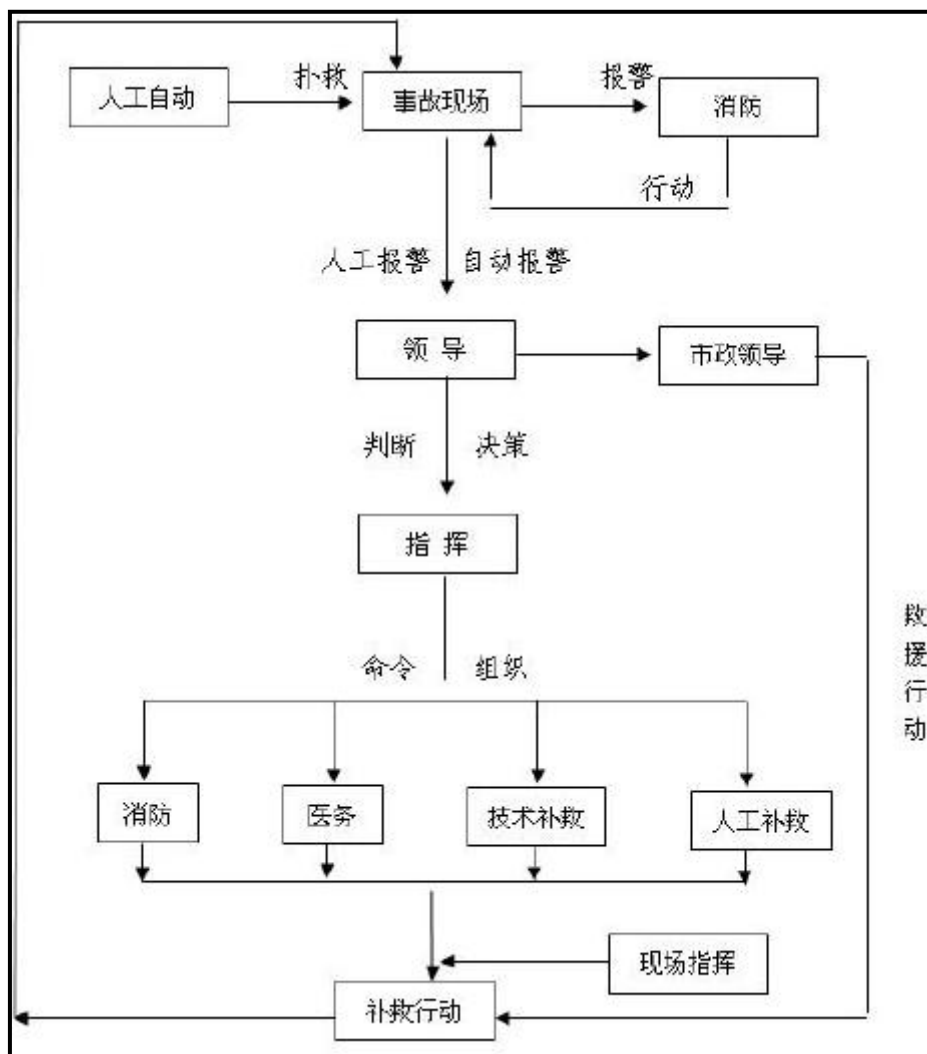 扑救
报警
人工自动
事故现场
消防
行动
人工报警 自动报警
领 导
市政领导
判断 决策
指 挥
救
援
行
动
命令 组织
消防
医务
技术补救
人工补救
现场指挥
补救行动